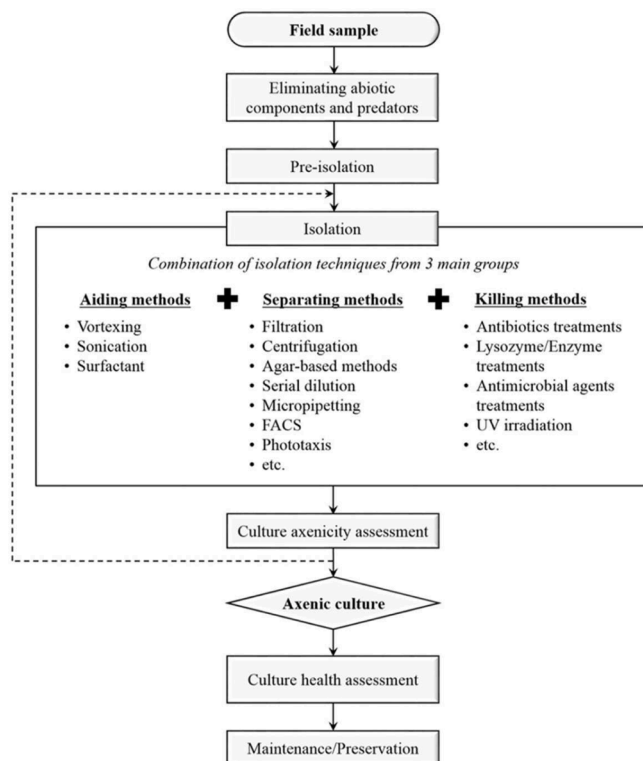 Field sample
Eliminating abiotic
components and predators
Pre-isolation
Isolation
Combination of isolation techniques from 3 main groups
Aiding methods
• Vortexing
• Sonication
• Surfactant
Separating methods
• Filtration
• Centrifugation
• Agar-based methods
• Serial dilution
• Micropipetting
• FACS
• Phototaxis
• etc.
Killing methods
• Antibiotics treatments
• Lysozyme/Enzyme
treatments
• Antimicrobial agents
treatments
• UV irradiation
• etc.
Culture axenicity assessment
Axenic culture
Culture health assessment
Maintenance/Preservation